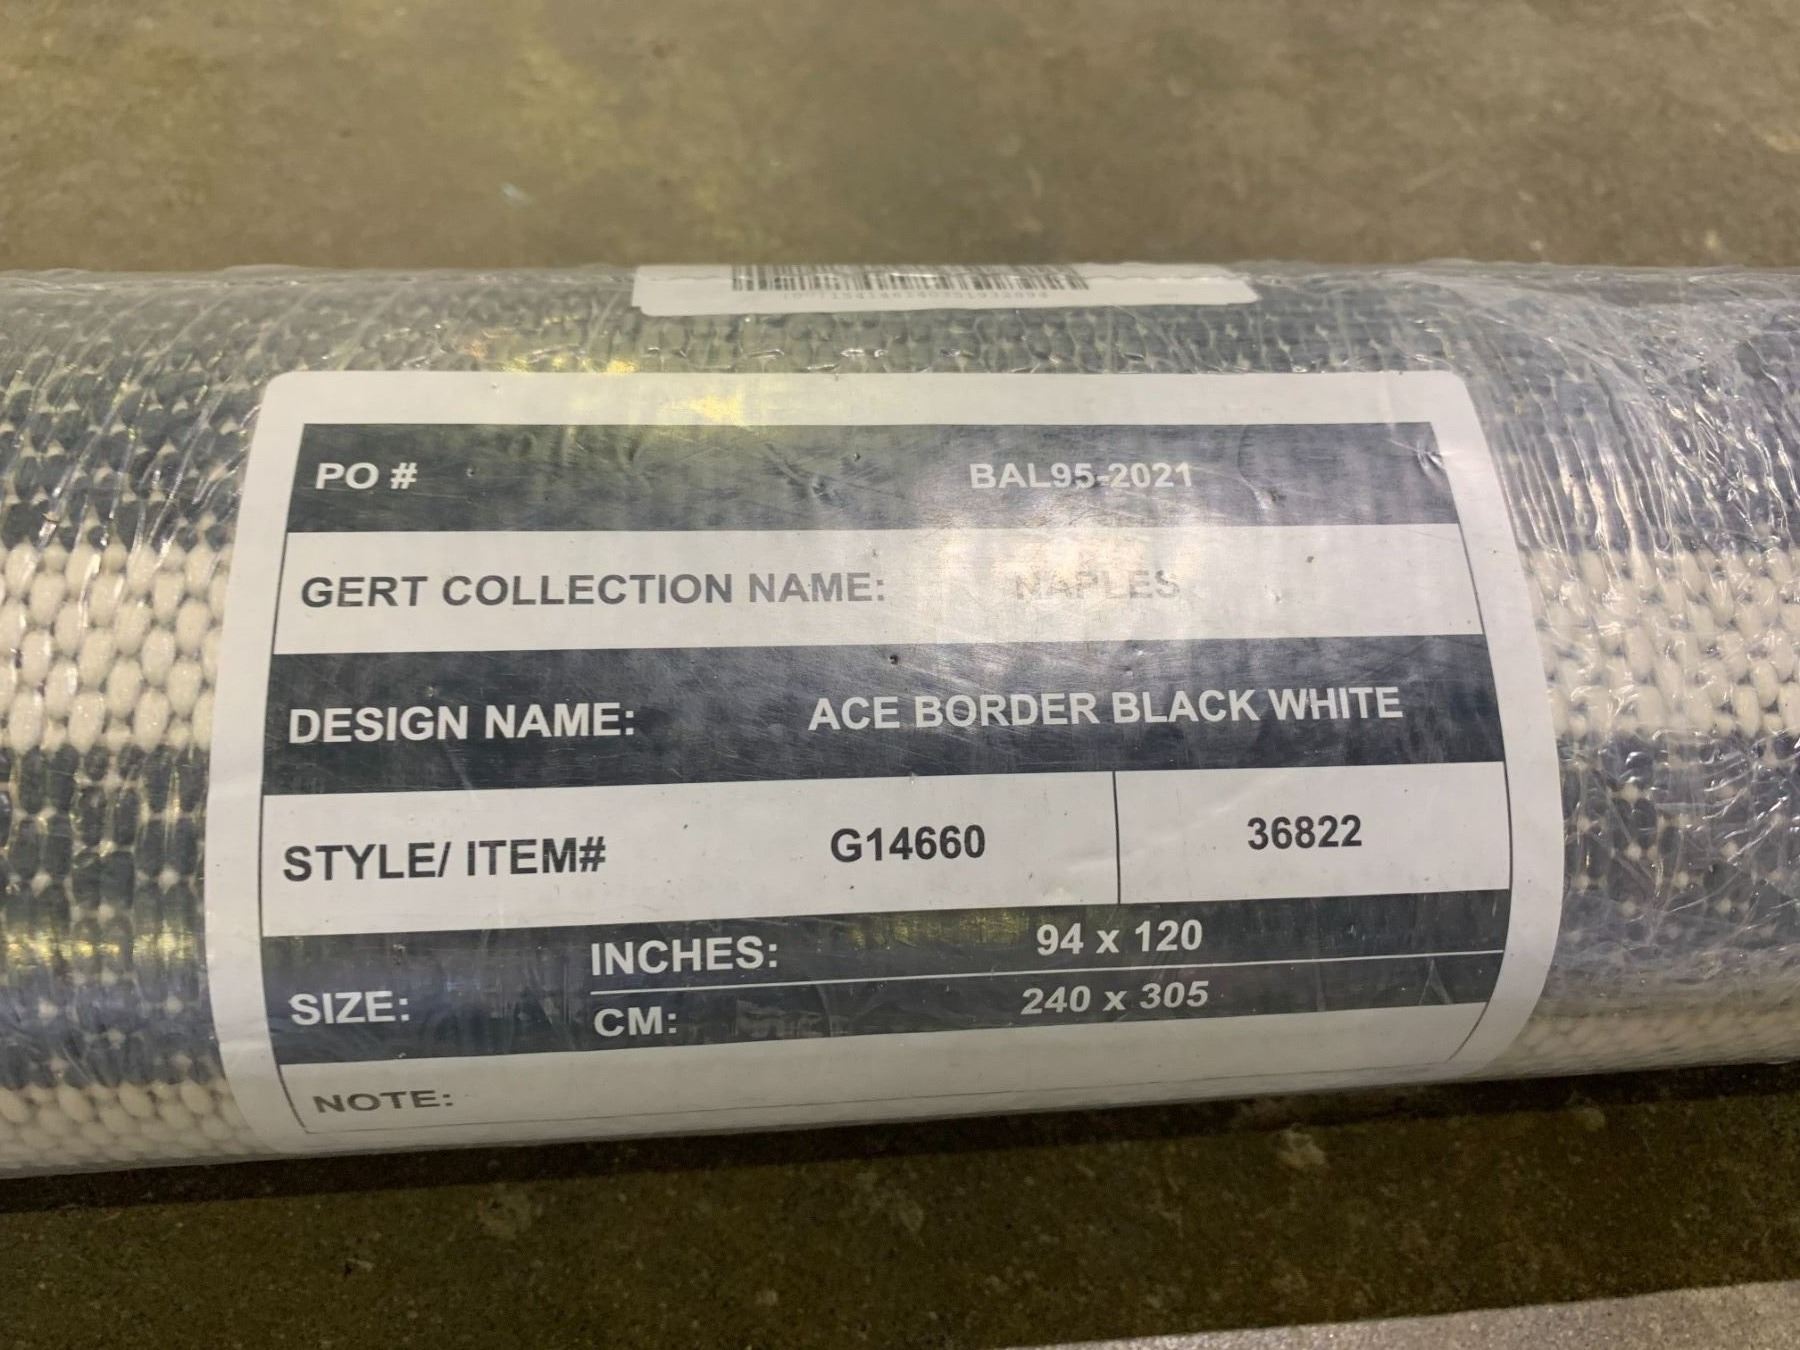 PO # BAL95-2021
GERT COLLECTION NAME: NAPLES
DESIGN NAME: ACE BORDER BLACK WHITE
STYLE/ ITEM# G14660 36822
SIZE: INCHES: 94 x 120
CM: 240 x 305
NOTE: